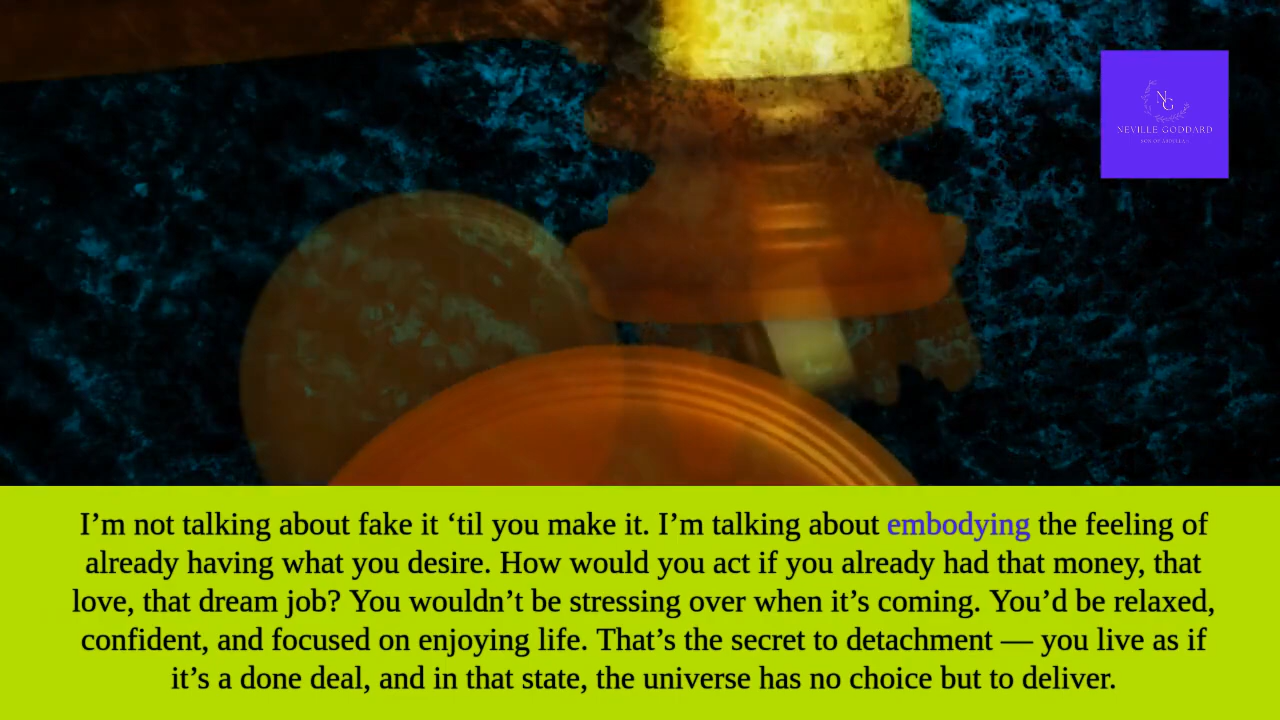 NG
NEVILLE GODDARD
I’m not talking about fake it ‘til you make it. I’m talking about embodying the feeling of
already having what you desire. How would you act if you already had that money, that
love, that dream job? You wouldn’t be stressing over when it’s coming. You’d be relaxed,
confident, and focused on enjoying life. That’s the secret to detachment — you live as if
it’s a done deal, and in that state, the universe has no choice but to deliver.